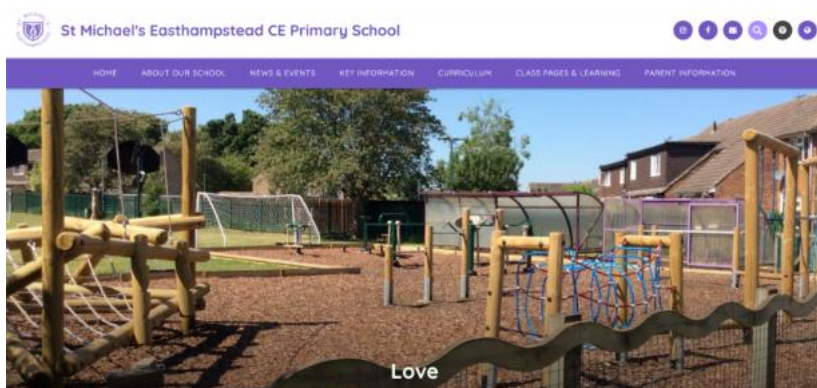 St Michael's Easthampstead CE Primary School
HOME ABOUT OUR SCHOOL NEWS & EVENTS KEY INFORMATION CURRICULUM CLASS PAGES & LEARNING PARENT INFORMATION
Love